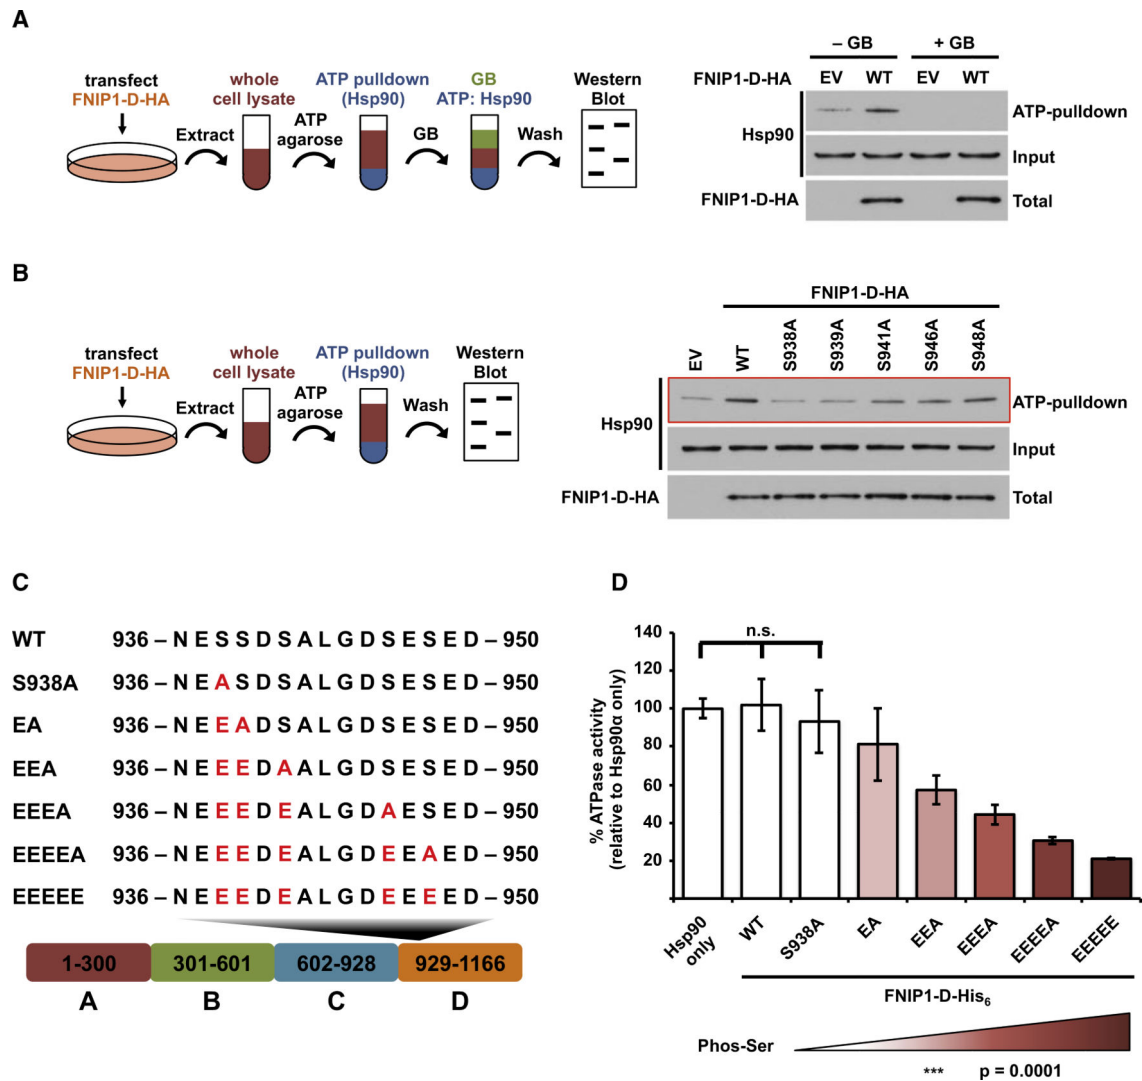 A
transfect
FNIP1-D-HA
Extract
whole
cell lysate
ATP
agarose
ATP pulldown
(Hsp90)
GB
GB
ATP: Hsp90
Wash
Western
Blot
– GB
+ GB
FNIP1-D-HA
EV
WT
EV
WT
Hsp90
ATP-pulldown
Input
FNIP1-D-HA
Total
B
transfect
FNIP1-D-HA
Extract
whole
cell lysate
ATP
agarose
ATP pulldown
(Hsp90)
Wash
Western
Blot
FNIP1-D-HA
EV
WT
S938A
S939A
S941A
S946A
S948A
Hsp90
ATP-pulldown
Input
FNIP1-D-HA
Total
C
WT 936 – N E S S D S A L G D S E S E D – 950
S938A 936 – N E A S D S A L G D S E S E D – 950
EA 936 – N E E A D S A L G D S E S E D – 950
EEA 936 – N E E E D A A L G D S E S E D – 950
EEEA 936 – N E E E D E A L G D A E S E D – 950
EEEEA 936 – N E E E D E A L G D E E A E D – 950
EEEEE 936 – N E E E D E A L G D E E E E D – 950
1-300
301-601
602-928
929-1166
A
B
C
D
D
% ATPase activity
(relative to Hsp90α only)
140
120
100
80
60
40
20
n.s.
Hsp90
only
WT
S938A
EA
EEA
EEEA
EEEEA
EEEEE
FNIP1-D-His6
Phos-Ser
*** p = 0.0001